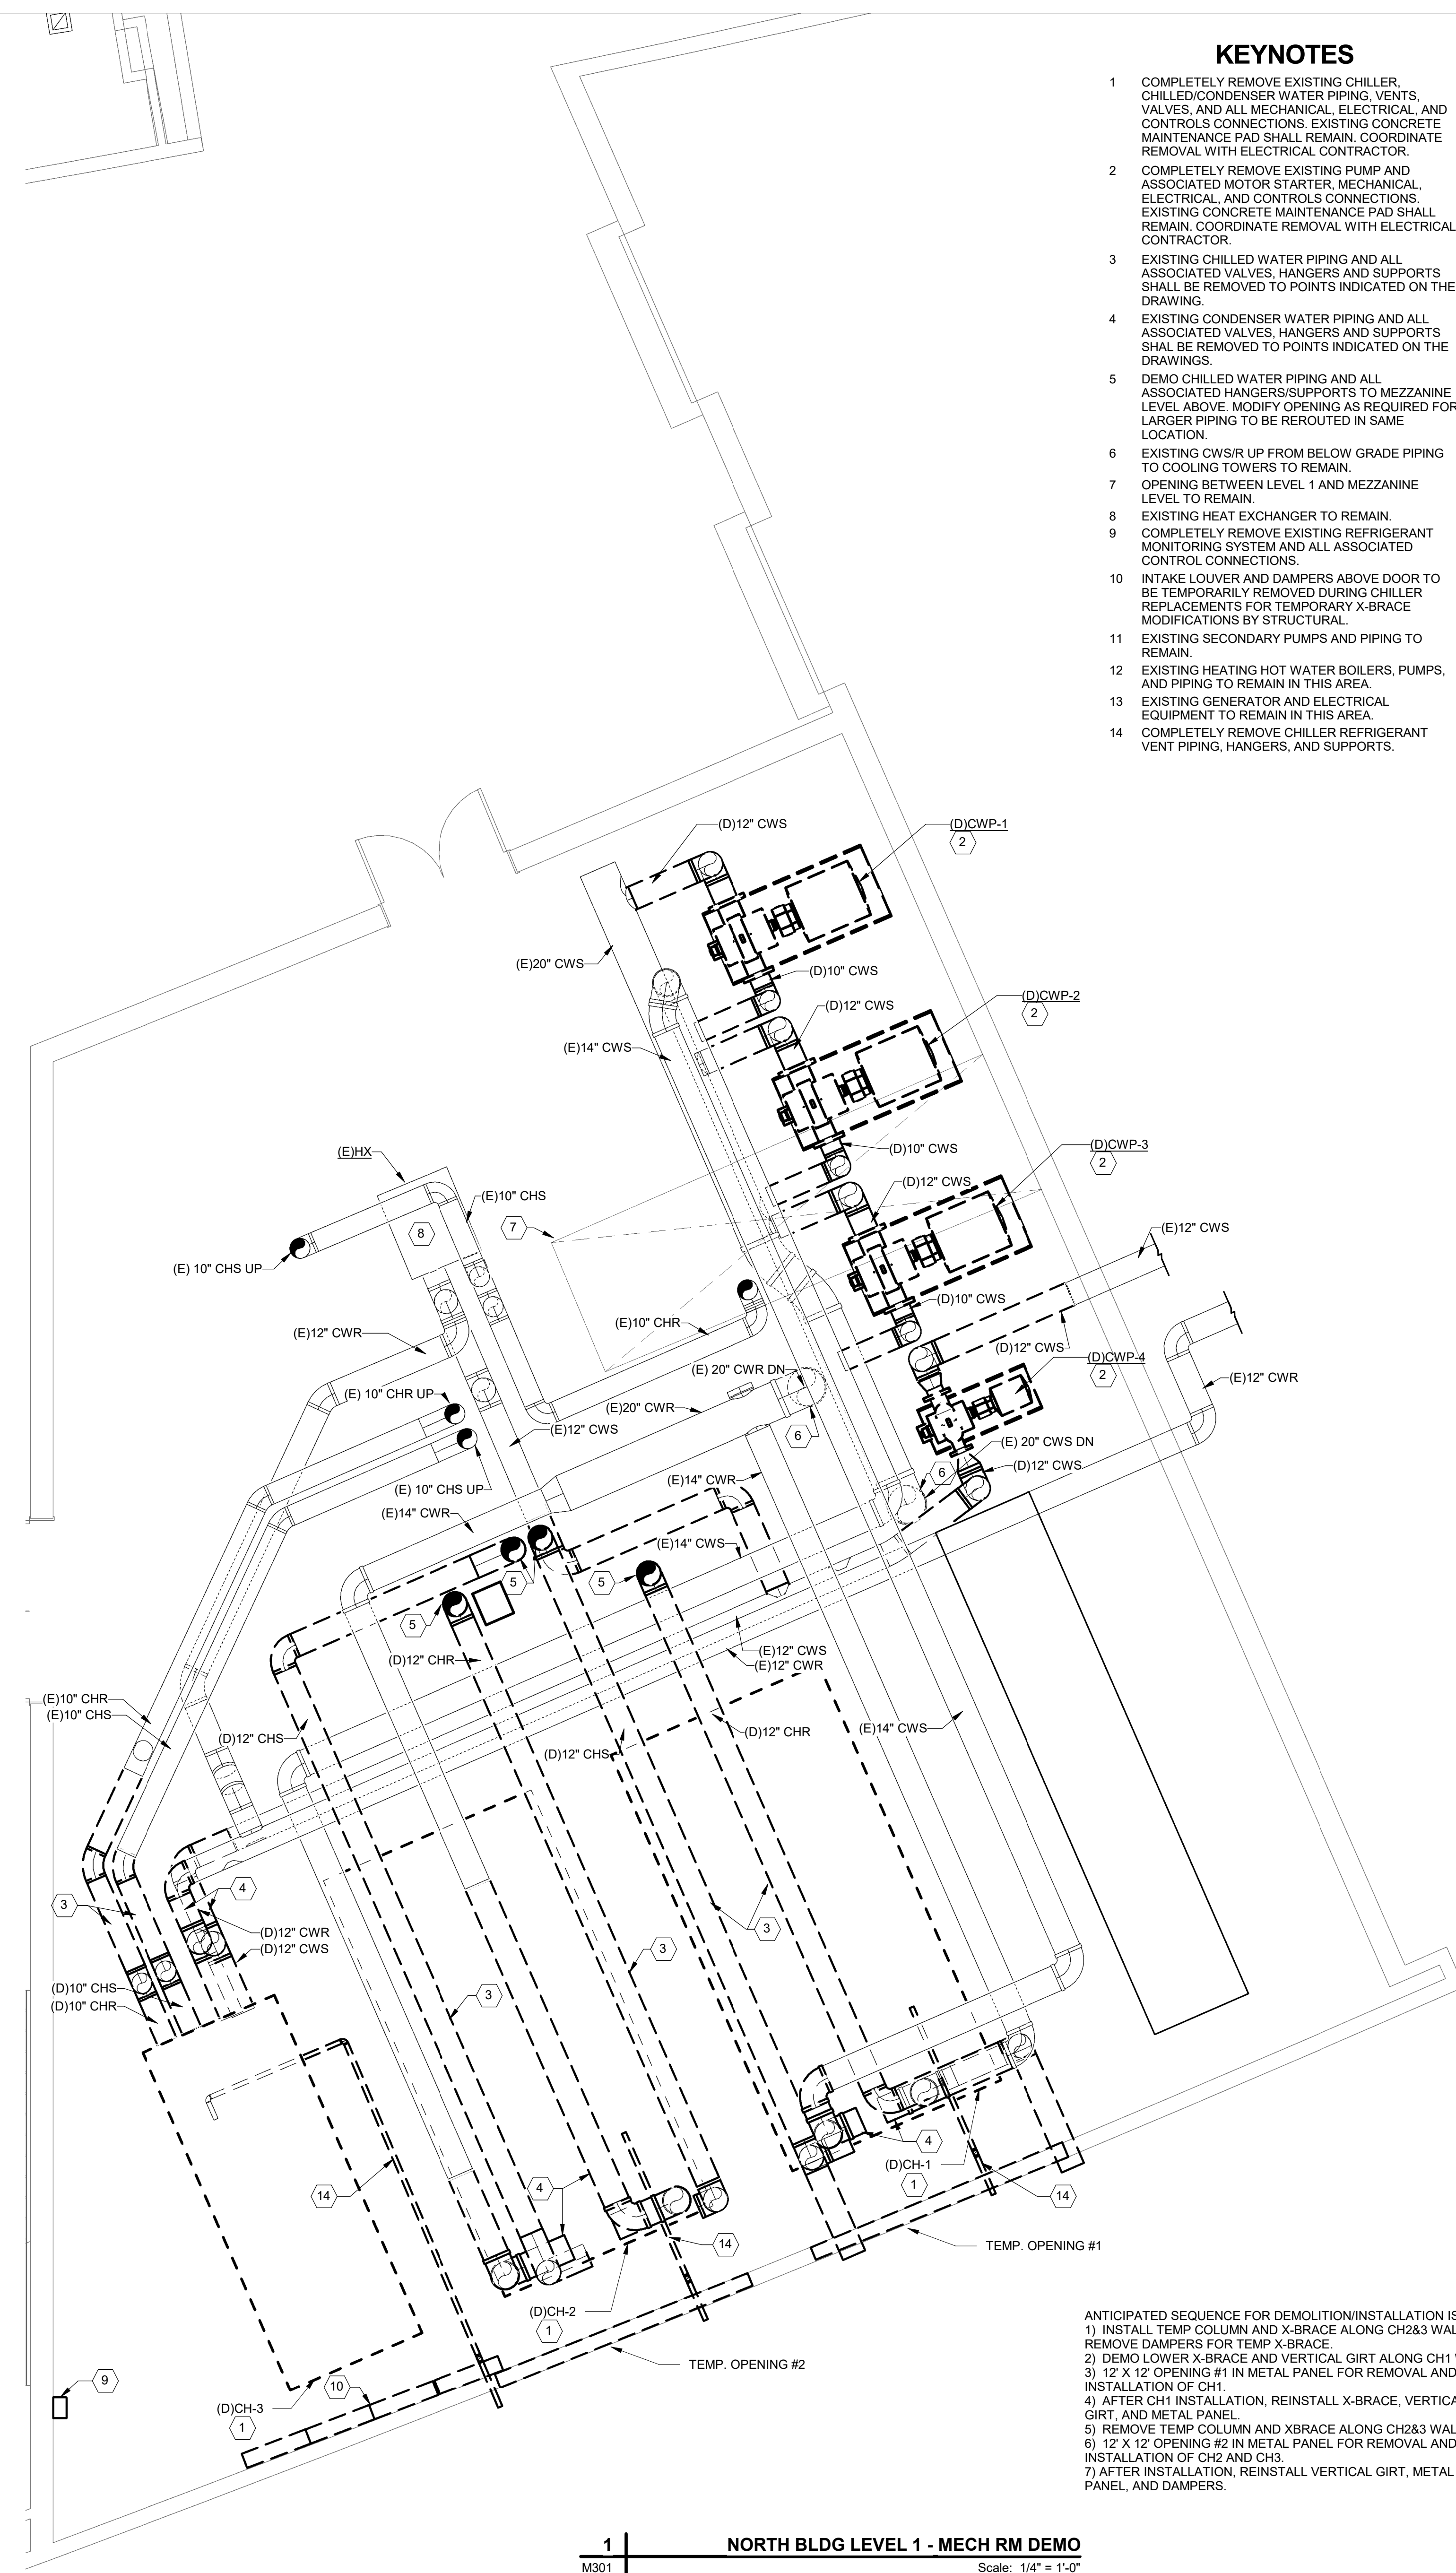 KEYNOTES
1 COMPLETELY REMOVE EXISTING CHILLER,
CHILLED/CONDENSER WATER PIPING, VENTS,
VALVES, AND ALL MECHANICAL, ELECTRICAL, AND
CONTROLS CONNECTIONS. EXISTING CONCRETE
MAINTENANCE PAD SHALL REMAIN. COORDINATE
REMOVAL WITH ELECTRICAL CONTRACTOR.
2 COMPLETELY REMOVE EXISTING PUMP AND
ASSOCIATED MOTOR STARTER, MECHANICAL,
ELECTRICAL, AND CONTROLS CONNECTIONS.
EXISTING CONCRETE MAINTENANCE PAD SHALL
REMAIN. COORDINATE REMOVAL WITH ELECTRICAL
CONTRACTOR.
3 EXISTING CHILLED WATER PIPING AND ALL
ASSOCIATED VALVES, HANGERS AND SUPPORTS
SHALL BE REMOVED TO POINTS INDICATED ON THE
DRAWING.
4 EXISTING CONDENSER WATER PIPING AND ALL
ASSOCIATED VALVES, HANGERS AND SUPPORTS
SHAL BE REMOVED TO POINTS INDICATED ON THE
DRAWINGS.
5 DEMO CHILLED WATER PIPING AND ALL
ASSOCIATED HANGERS/SUPPORTS TO MEZZANINE
LEVEL ABOVE. MODIFY OPENING AS REQUIRED FOR
LARGER PIPING TO BE REROUTED IN SAME
LOCATION.
6 EXISTING CWS/R UP FROM BELOW GRADE PIPING
TO COOLING TOWERS TO REMAIN.
7 OPENING BETWEEN LEVEL 1 AND MEZZANINE
LEVEL TO REMAIN.
8 EXISTING HEAT EXCHANGER TO REMAIN.
9 COMPLETELY REMOVE EXISTING REFRIGERANT
MONITORING SYSTEM AND ALL ASSOCIATED
CONTROL CONNECTIONS.
10 INTAKE LOUVER AND DAMPERS ABOVE DOOR TO
BE TEMPORARILY REMOVED DURING CHILLER
REPLACEMENTS FOR TEMPORARY X-BRACE
MODIFICATIONS BY STRUCTURAL.
11 EXISTING SECONDARY PUMPS AND PIPING TO
REMAIN.
12 EXISTING HEATING HOT WATER BOILERS, PUMPS,
AND PIPING TO REMAIN IN THIS AREA.
13 EXISTING GENERATOR AND ELECTRICAL
EQUIPMENT TO REMAIN IN THIS AREA.
14 COMPLETELY REMOVE CHILLER REFRIGERANT
VENT PIPING, HANGERS, AND SUPPORTS.
(D)12" CWS
(D)CWP-1
2
(E)20" CWS
(D)10" CWS
(D)CWP-2
2
(D)12" CWS
(E)14" CWS
(D)CWP-3
2
(D)10" CWS
(E)HX
(D)12" CWS
(E)10" CHS
7
8
(E)12" CWS
(E) 10" CHS UP
(D)10" CWS
(E)10" CHR
(E)12" CWR
(D)12" CWS
(D)CWP-4
2
(E) 20" CWR DN
(E)12" CWR
(E) 10" CHR UP
(E)20" CWR
(E)12" CWS
6
(E) 20" CWS DN
(D)12" CWS
6
(E)14" CWR
(E) 10" CHS UP
(E)14" CWR
(E)14" CWS
5
5
5
(E)12" CWS
(E)12" CWR
(D)12" CHR
(E)10" CHR
(E)10" CHS
(D)12" CHS
(D)12" CHR
(E)14" CWS
(D)12" CHS
4
3
(D)12" CWR
(D)12" CWS
3
3
(D)10" CHS
(D)10" CHR
3
4
(D)CH-1
1
14
4
14
14
TEMP. OPENING #1
(D)CH-2
1
TEMP. OPENING #2
9
10
(D)CH-3
1
ANTICIPATED SEQUENCE FOR DEMOLITION/INSTALLATION
1) INSTALL TEMP COLUMN AND X-BRACE ALONG CH2&3
REMOVE DAMPERS FOR TEMP X-BRACE.
2) DEMO LOWER X-BRACE AND VERTICAL GIRT ALONG CH1
3) 12' X 12' OPENING #1 IN METAL PANEL FOR REMOVAL AND
INSTALLATION OF CH1.
4) AFTER CH1 INSTALLATION, REINSTALL X-BRACE,
GIRT, AND METAL PANEL.
5) REMOVE TEMP COLUMN AND XBRACE ALONG CH2&3
6) 12' X 12' OPENING #2 IN METAL PANEL FOR REMOVAL AND
INSTALLATION OF CH2 AND CH3.
7) AFTER INSTALLATION, REINSTALL VERTICAL GIRT, METAL
PANEL, AND DAMPERS.
1
M301
NORTH BLDG LEVEL 1 - MECH RM DEMO
Scale: 1/4" = 1'-0"